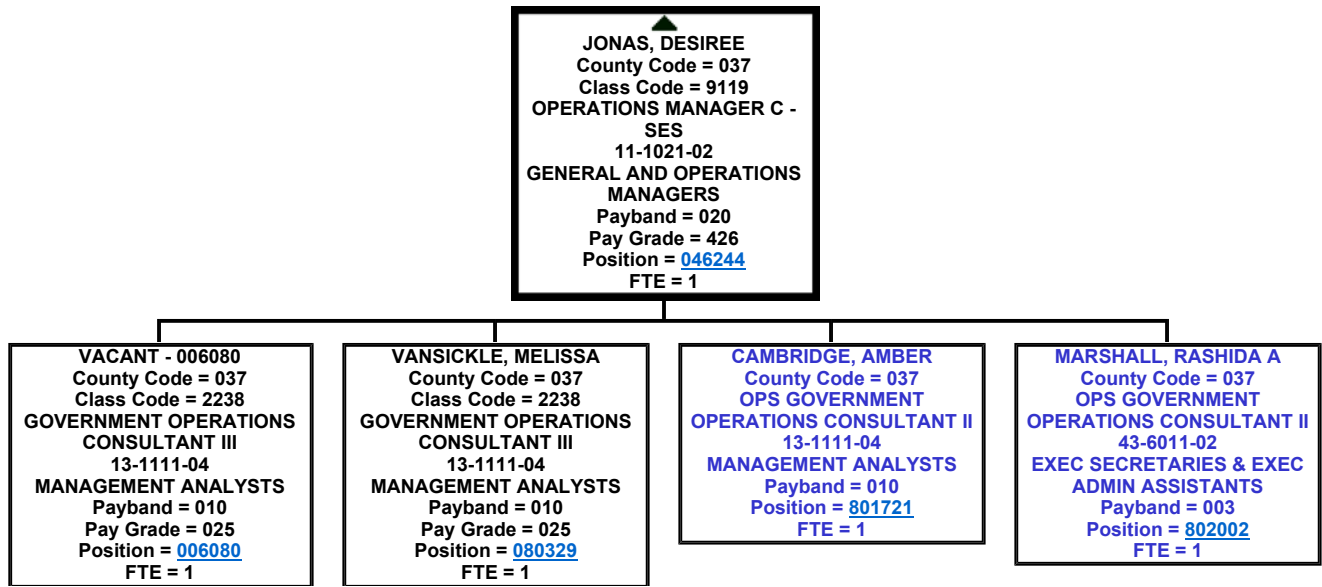 JONAS, DESIREE
County Code = 037
Class Code = 9119
OPERATIONS MANAGER C -
SES
11-1021-02
GENERAL AND OPERATIONS
MANAGERS
Payband = 020
Pay Grade = 426
Position = 046244
FTE = 1
VACANT - 006080
County Code = 037
Class Code = 2238
GOVERNMENT OPERATIONS
CONSULTANT III
13-1111-04
MANAGEMENT ANALYSTS
Payband = 010
Pay Grade = 025
Position = 006080
FTE = 1
VANSICKLE, MELISSA
County Code = 037
Class Code = 2238
GOVERNMENT OPERATIONS
CONSULTANT III
13-1111-04
MANAGEMENT ANALYSTS
Payband = 010
Pay Grade = 025
Position = 080329
FTE = 1
CAMBRIDGE, AMBER
County Code = 037
OPS GOVERNMENT
OPERATIONS CONSULTANT II
13-1111-04
MANAGEMENT ANALYSTS
Payband = 010
Position = 801721
FTE = 1
MARSHALL, RASHIDA A
County Code = 037
OPS GOVERNMENT
OPERATIONS CONSULTANT II
43-6011-02
EXEC SECRETARIES & EXEC
ADMIN ASSISTANTS
Payband = 003
Position = 802002
FTE = 1